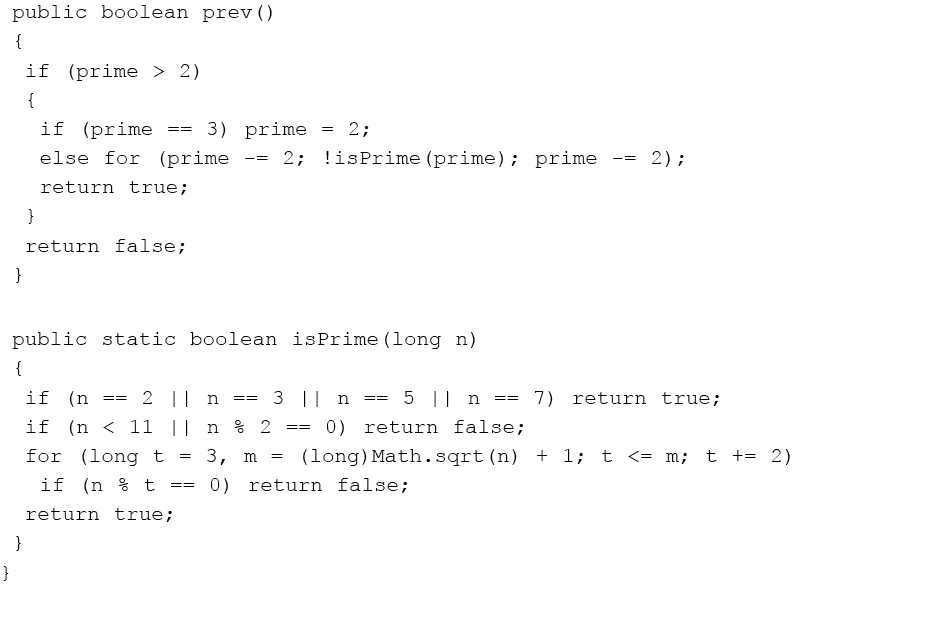 public boolean prev()
{
if (prime > 2)
{
if (prime == 3) prime = 2;
else for (prime -= 2; !isPrime(prime); prime -= 2);
return true;
}
return false;
}
public static boolean isPrime(long n)
{
if (n == 2 || n == 3 || n == 5 || n == 7) return true;
if (n < 11 || n % 2 == 0) return false;
for (long t = 3, m = (long)Math.sqrt(n) + 1; t <= m; t += 2)
if (n % t == 0) return false;
return true;
}
}